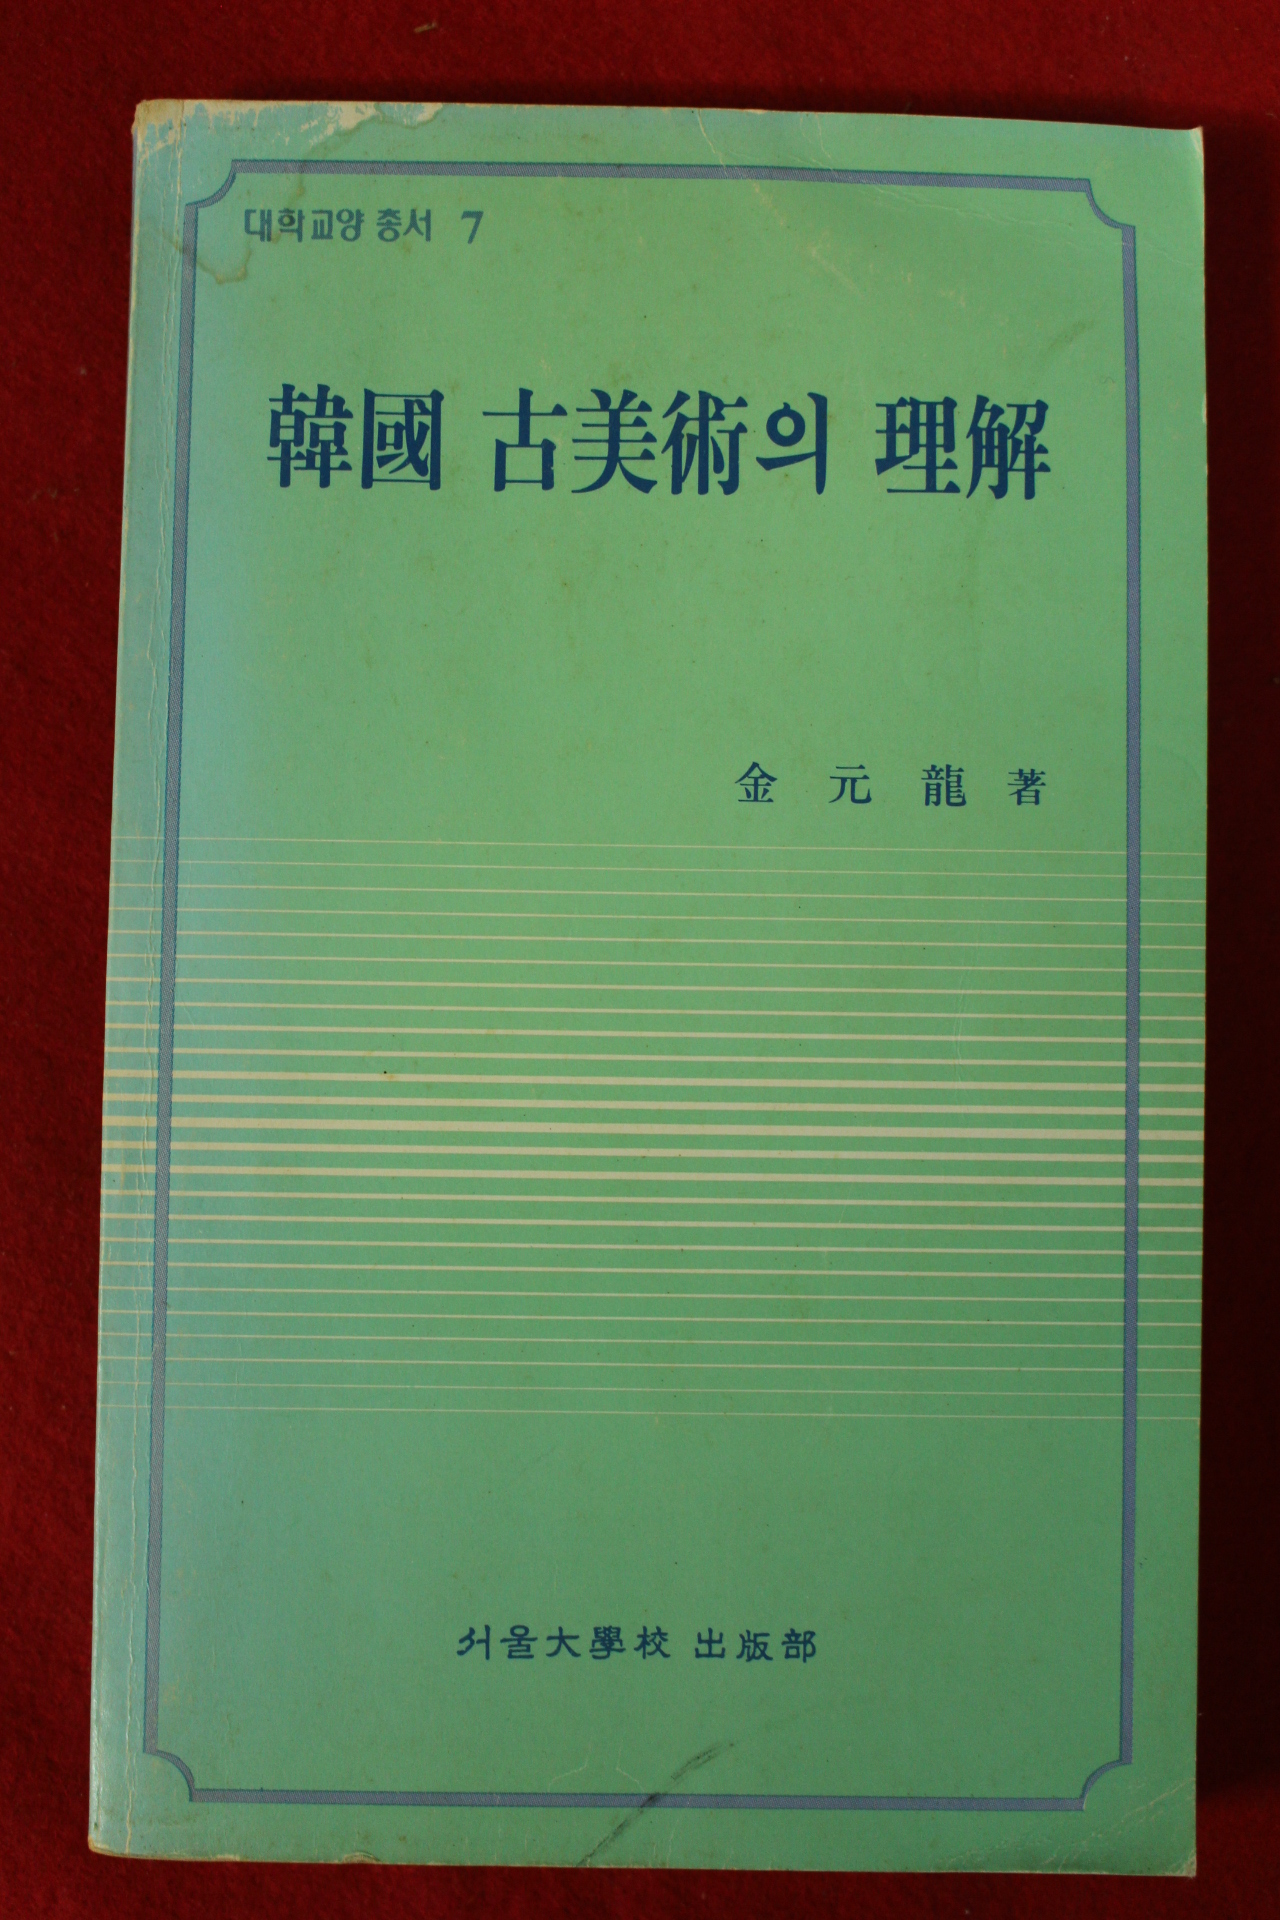 대학교양 총서 7
韓國 古美術의 理解
金 元 龍 著
서울大學校 出版部